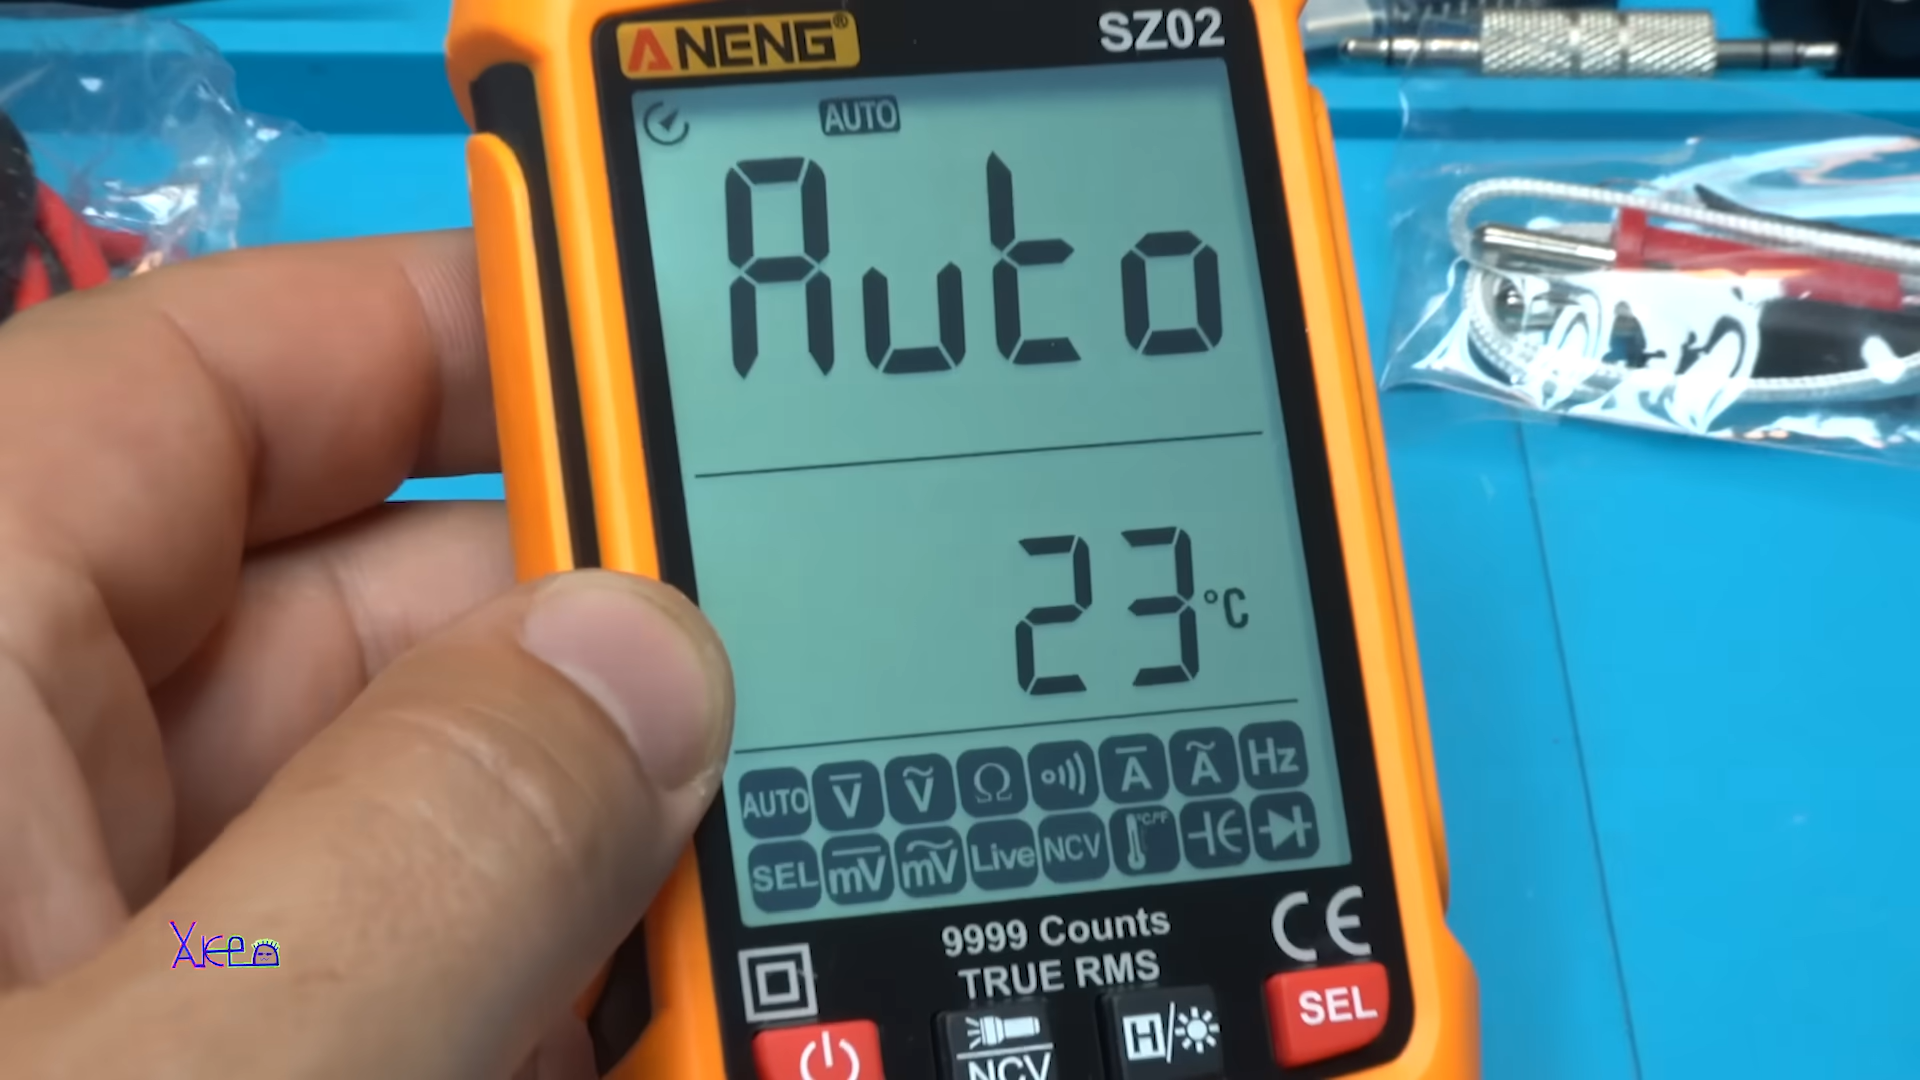 ANENG® SZ02
AUTO
Auto
23 °C
AUTO V V Ω A A Hz
SEL mV mV Live NCV °C/°F
9999 Counts
TRUE RMS
CE
H/ SEL
NCV